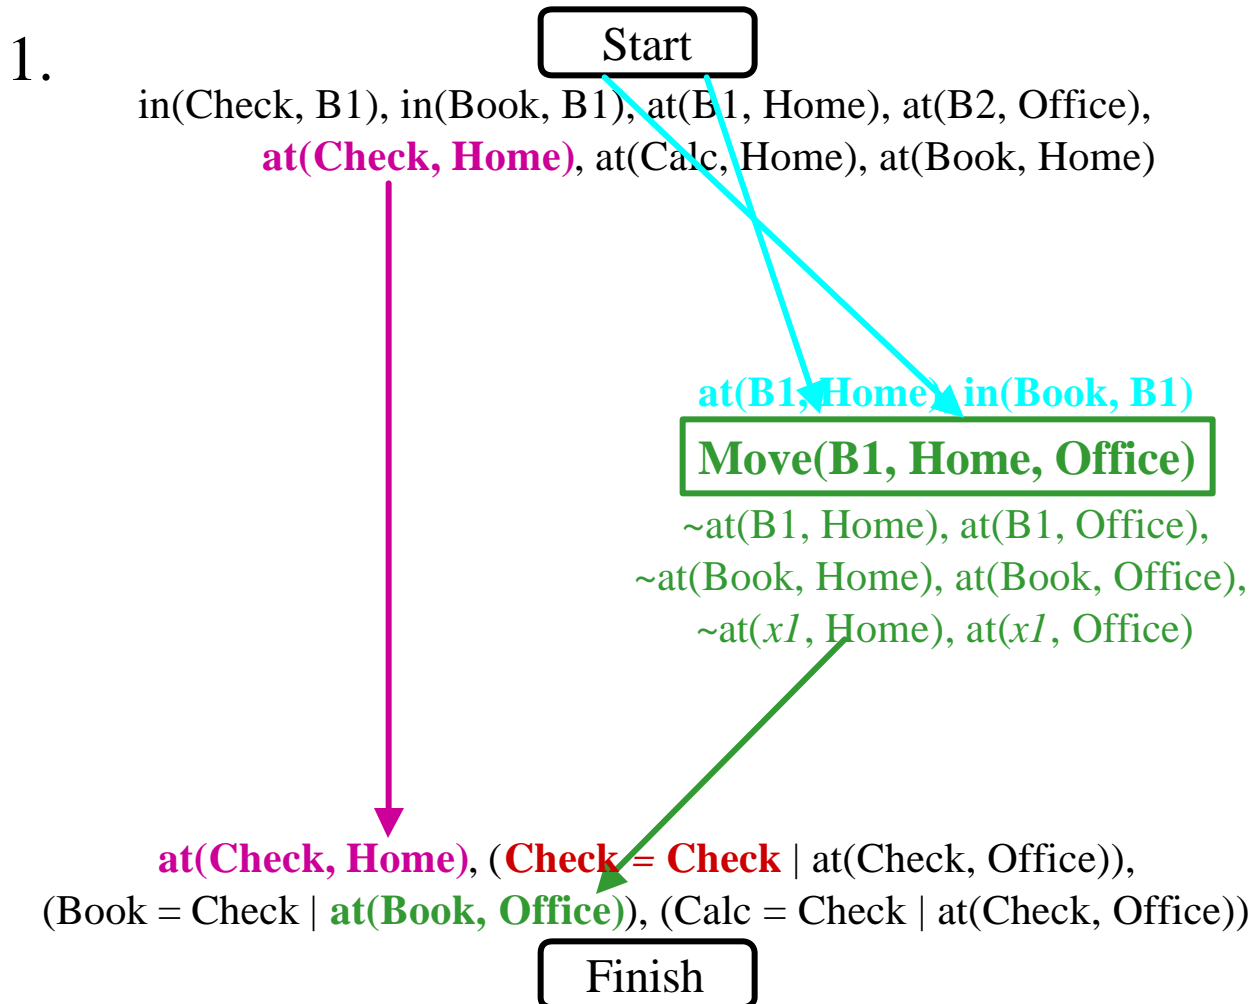 1.
Start
in(Check, B1), in(Book, B1), at(B1, Home), at(B2, Office),
at(Check, Home), at(Calc, Home), at(Book, Home)
at(B1, Home), in(Book, B1)
Move(B1, Home, Office)
~at(B1, Home), at(B1, Office),
~at(Book, Home), at(Book, Office),
~at(x1, Home), at(x1, Office)
at(Check, Home), (Check = Check | at(Check, Office)),
(Book = Check | at(Book, Office)), (Calc = Check | at(Check, Office))
Finish